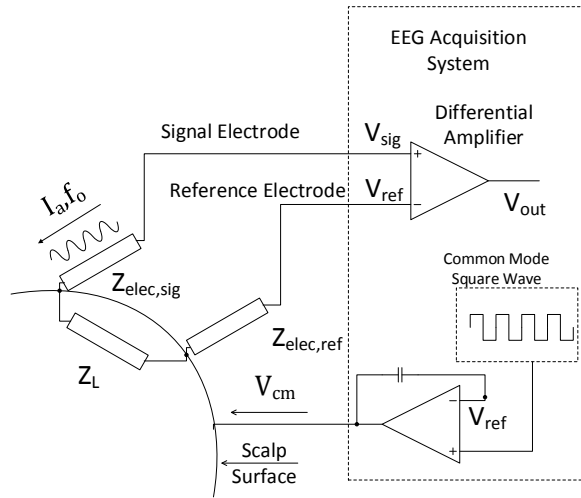 EEG Acquisition
System
Differential
Amplifier
Signal Electrode
V_sig
Reference Electrode
V_ref
V_out
I_a,f_o
Common Mode
Square Wave
Z_elec,sig
Z_elec,ref
Z_L
V_cm
V_ref
Scalp
Surface